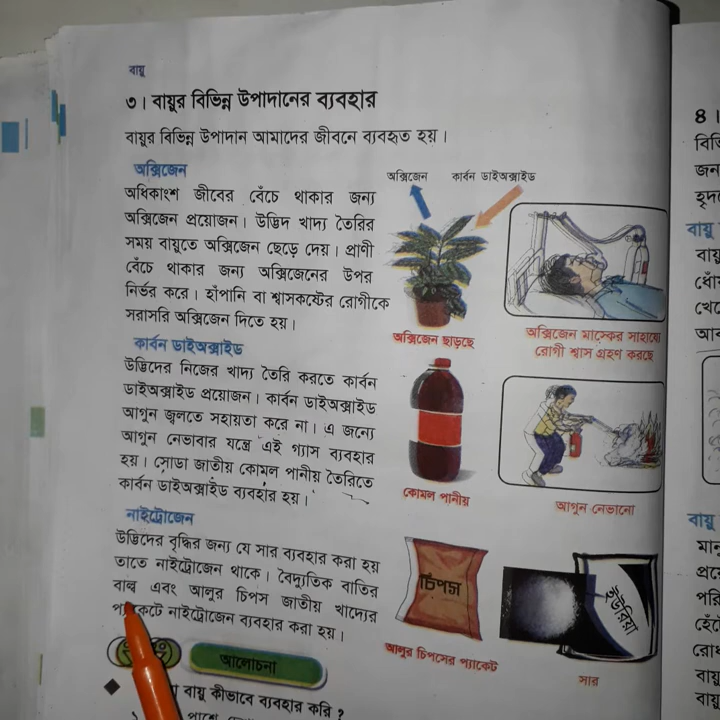 বায়ু
৩। বায়ুর বিভিন্ন উপাদানের ব্যবহার
বায়ুর বিভিন্ন উপাদান আমাদের জীবনে ব্যবহৃত হয়।
অক্সিজেন
অধিকাংশ জীবের বেঁচে থাকার জন্য
অক্সিজেন প্রয়োজন। উদ্ভিদ খাদ্য তৈরির
সময় বায়ুতে অক্সিজেন ছেড়ে দেয়। প্রাণী
বেঁচে থাকার জন্য অক্সিজেনের উপর
নির্ভর করে। হাঁপানি বা শ্বাসকষ্টের রোগীকে
সরাসরি অক্সিজেন দিতে হয়।
অক্সিজেন কার্বন ডাইঅক্সাইড
অক্সিজেন ছাড়ছে
অক্সিজেন মাস্কের সাহায্যে
রোগী শ্বাস গ্রহণ করছে
কার্বন ডাইঅক্সাইড
উদ্ভিদের নিজের খাদ্য তৈরি করতে কার্বন
ডাইঅক্সাইড প্রয়োজন। কার্বন ডাইঅক্সাইড
আগুন জ্বলতে সহায়তা করে না। এ জন্যে
আগুন নেভাবার যন্ত্রে এই গ্যাস ব্যবহার
হয়। সোডা জাতীয় কোমল পানীয় তৈরিতে
কার্বন ডাইঅক্সাইড ব্যবহার হয়।
কোমল পানীয়
আগুন নেভানো
নাইট্রোজেন
উদ্ভিদের বৃদ্ধির জন্য যে সার ব্যবহার করা হয়
তাতে নাইট্রোজেন থাকে। বৈদ্যুতিক বাতির
বাল্ব এবং আলুর চিপস জাতীয় খাদ্যের
প্যাকেটে নাইট্রোজেন ব্যবহার করা হয়।
চিপস
ইউরিয়া
আলুর চিপসের প্যাকেট
সার
আলোচনা
বায়ু কীভাবে ব্যবহার করি ?
৪।
বায়ু
বায়ু